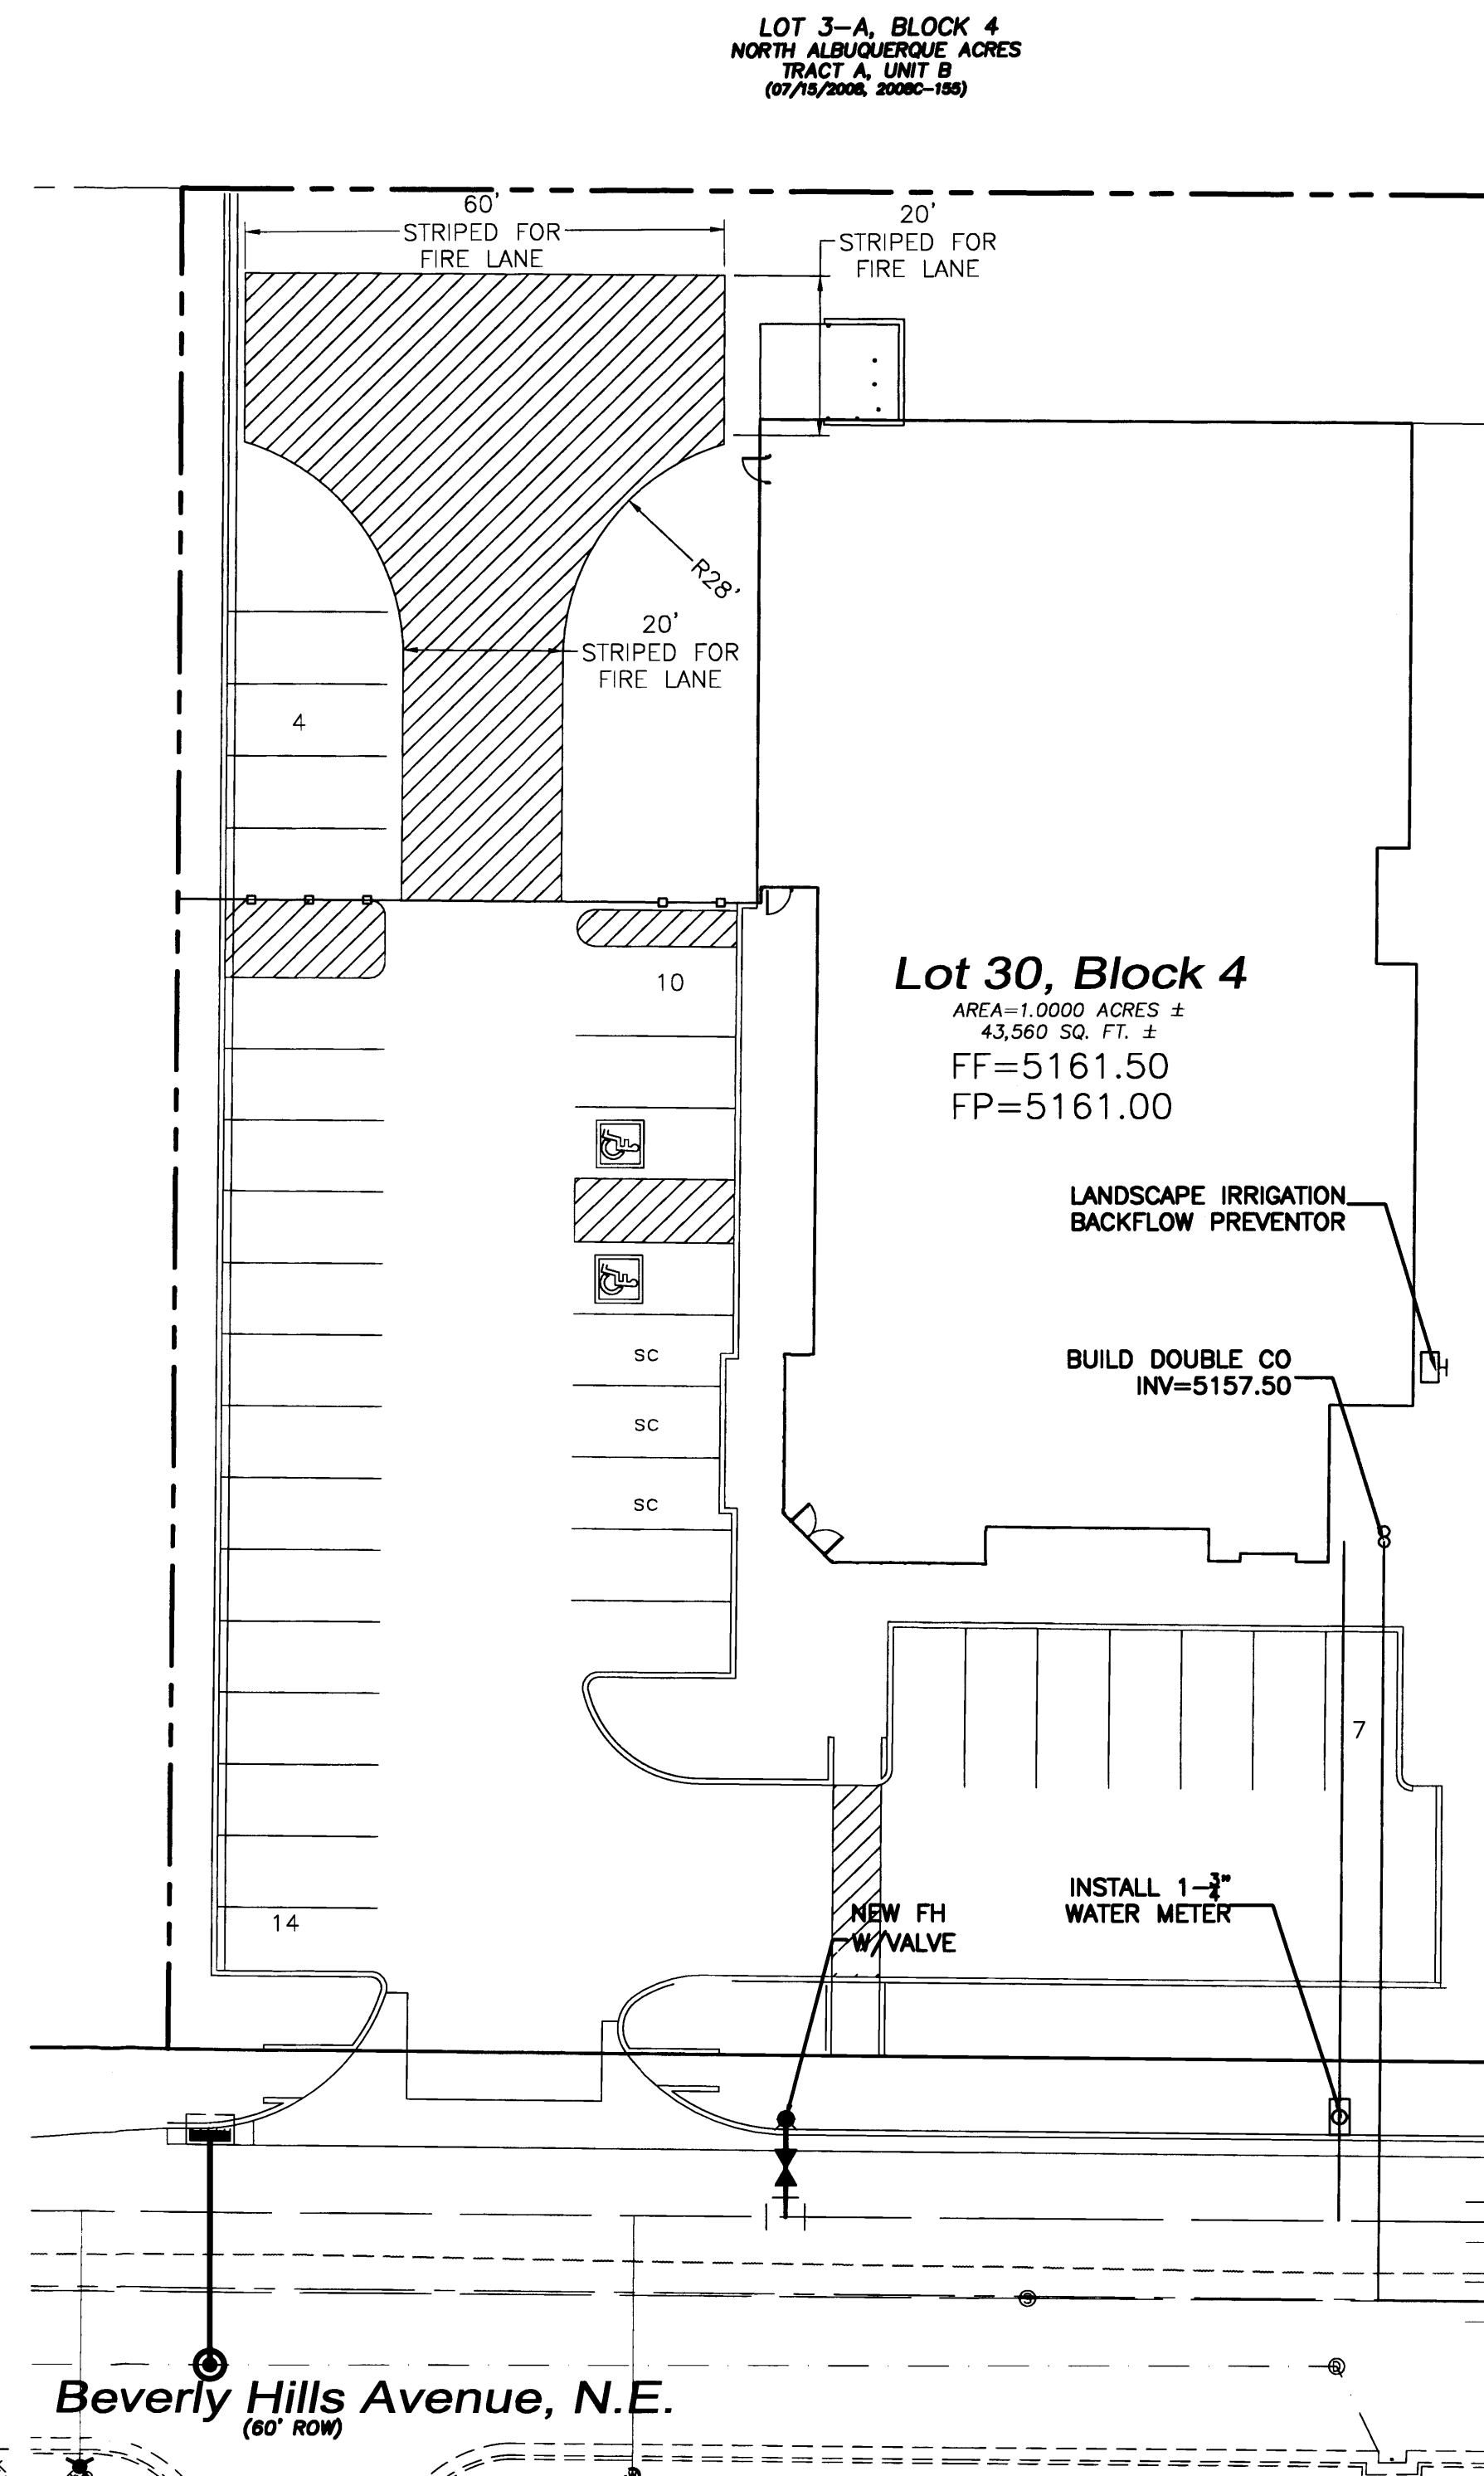 LOT 3-A, BLOCK 4
NORTH ALBUQUERQUE ACRES
TRACT A, UNIT B
(07/15/2008, 2008C-155)
60'
STRIPED FOR
FIRE LANE
20'
STRIPED FOR
FIRE LANE
R28'
20'
STRIPED FOR
FIRE LANE
4
10
Lot 30, Block 4
AREA=1.0000 ACRES ±
43,560 SQ. FT. ±
FF=5161.50
FP=5161.00
LANDSCAPE IRRIGATION
BACKFLOW PREVENTOR
SC
BUILD DOUBLE CO
INV=5157.50
SC
SC
7
14
NEW FH
W/VALVE
INSTALL 1-3/4"
WATER METER
S
D
Beverly Hills Avenue, N.E.
(60' ROW)